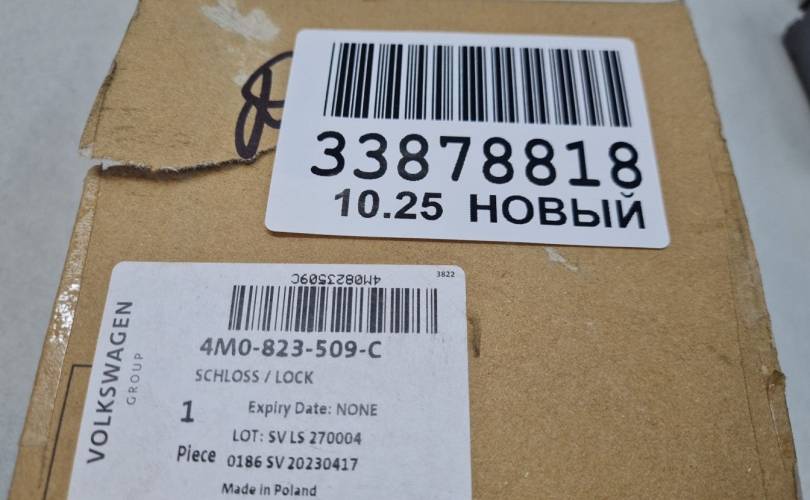 33878818
10.25 НОВЫЙ
4M0823509C
3822
4M0-823-509-C
SCHLOSS / LOCK
VOLKSWAGEN
GROUP
1
Expiry Date: NONE
LOT: SV LS 270004
Piece
0186 SV 20230417
Made in Poland